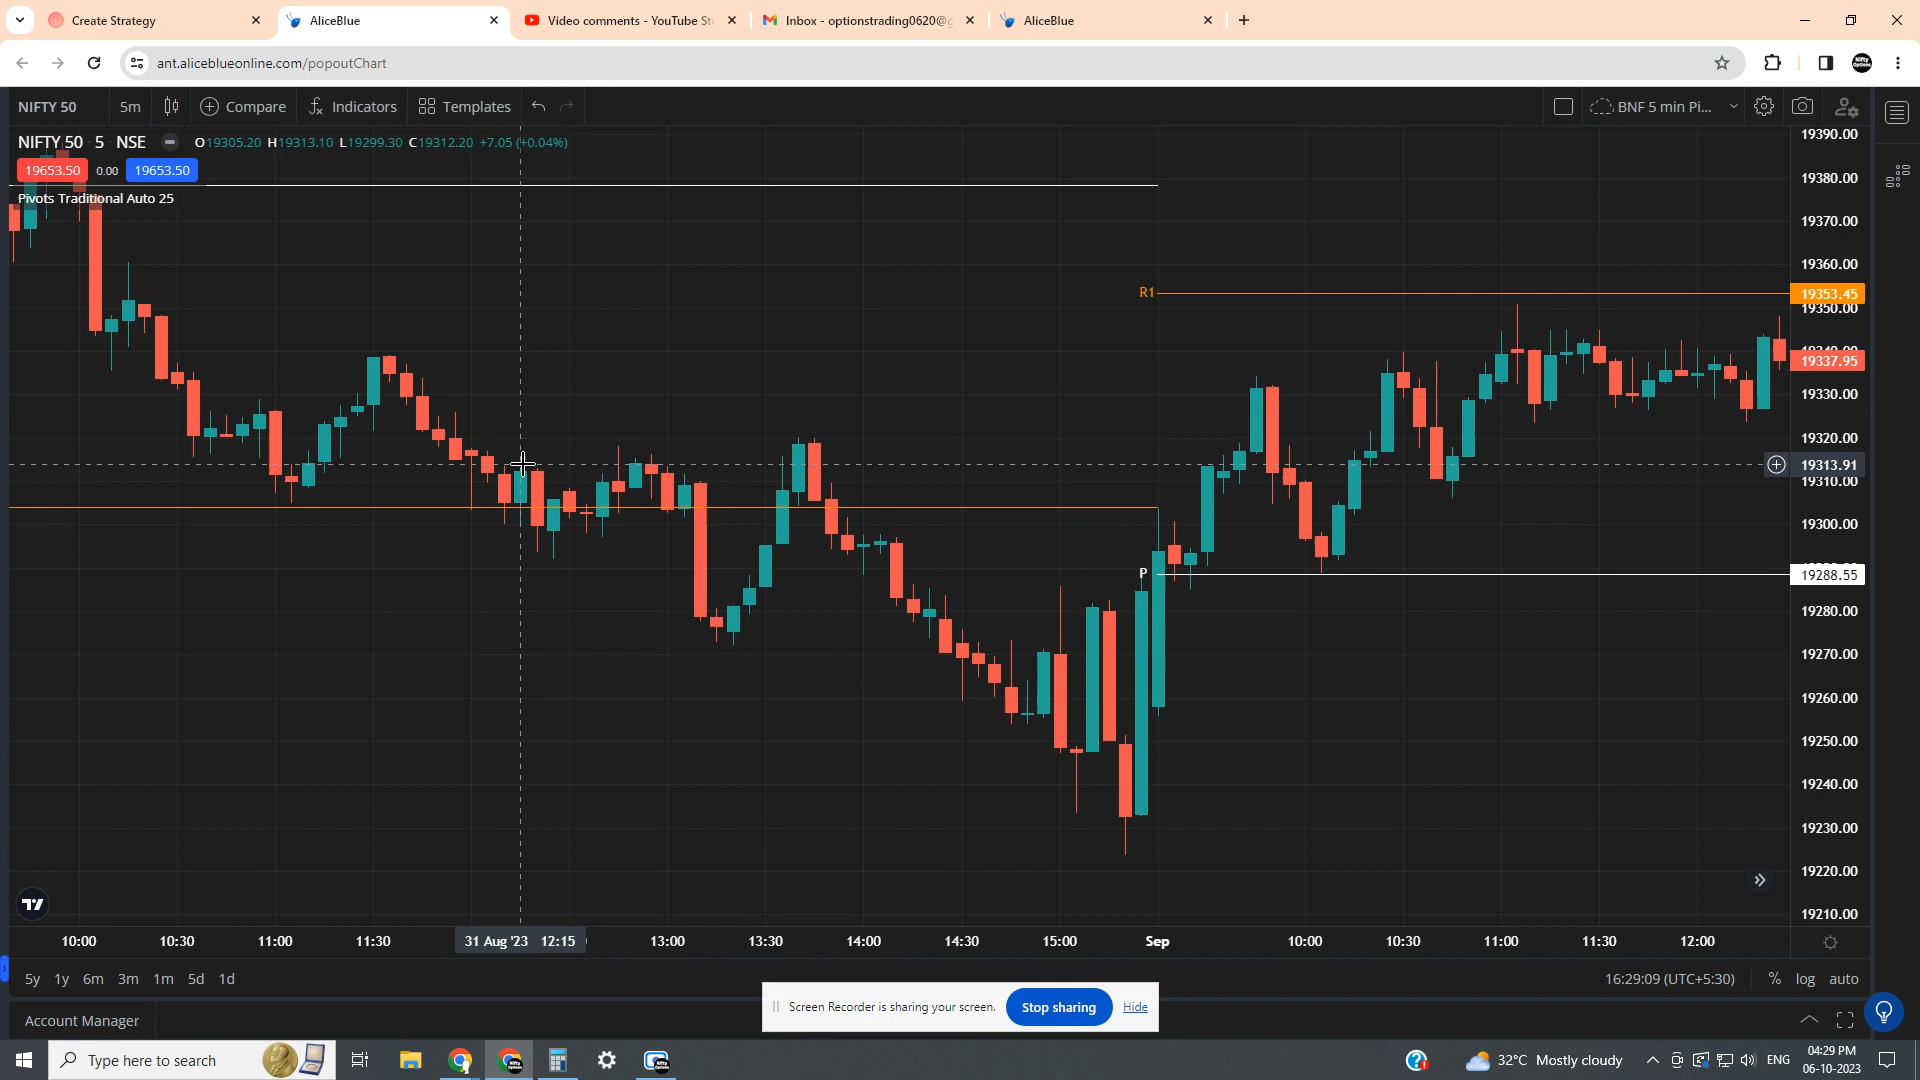 Create Strategy
AliceBlue
Video comments - YouTube St
Inbox - optionstrading0620@g
AliceBlue
ant.aliceblueonline.com/popoutChart
NIFTY 50
5m
Compare
Indicators
Templates
BNF 5 min Pi...
NIFTY 50 5 NSE
O19305.20 H19313.10 L19299.30 C19312.20 +7.05 (+0.04%)
19653.50
0.00
19653.50
Pivots Traditional Auto 25
R1
P
19390.00
19380.00
19370.00
19360.00
19353.45
19350.00
19337.95
19330.00
19320.00
19313.91
19310.00
19300.00
19288.55
19280.00
19270.00
19260.00
19250.00
19240.00
19230.00
19220.00
19210.00
10:00
10:30
11:00
11:30
31 Aug '23 12:15
13:00
13:30
14:00
14:30
15:00
Sep
10:00
10:30
11:00
11:30
12:00
5y 1y 6m 3m 1m 5d 1d
16:29:09 (UTC+5:30)
%
log
auto
Screen Recorder is sharing your screen.
Stop sharing
Hide
Account Manager
Type here to search
32°C Mostly cloudy
ENG
04:29 PM
06-10-2023